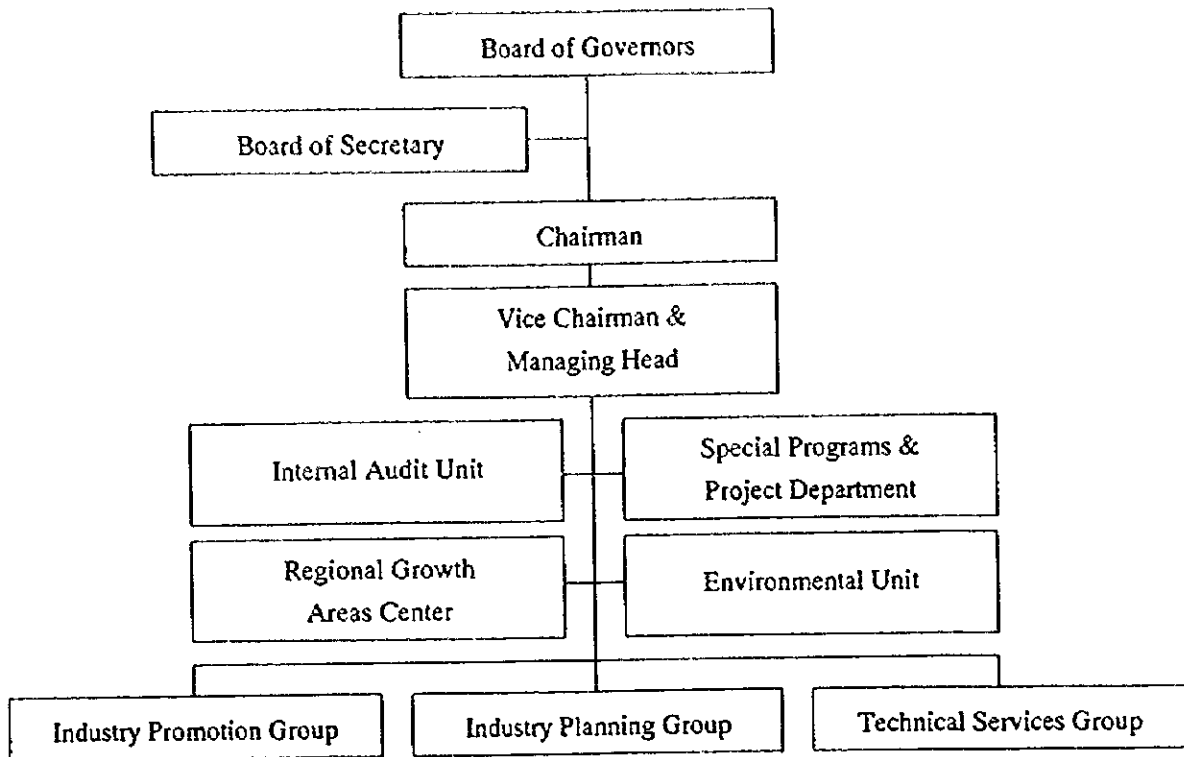 Board of Governors
Board of Secretary
Chairman
Vice Chairman &
Managing Head
Internal Audit Unit
Special Programs &
Project Department
Regional Growth
Areas Center
Environmental Unit
Industry Promotion Group
Industry Planning Group
Technical Services Group